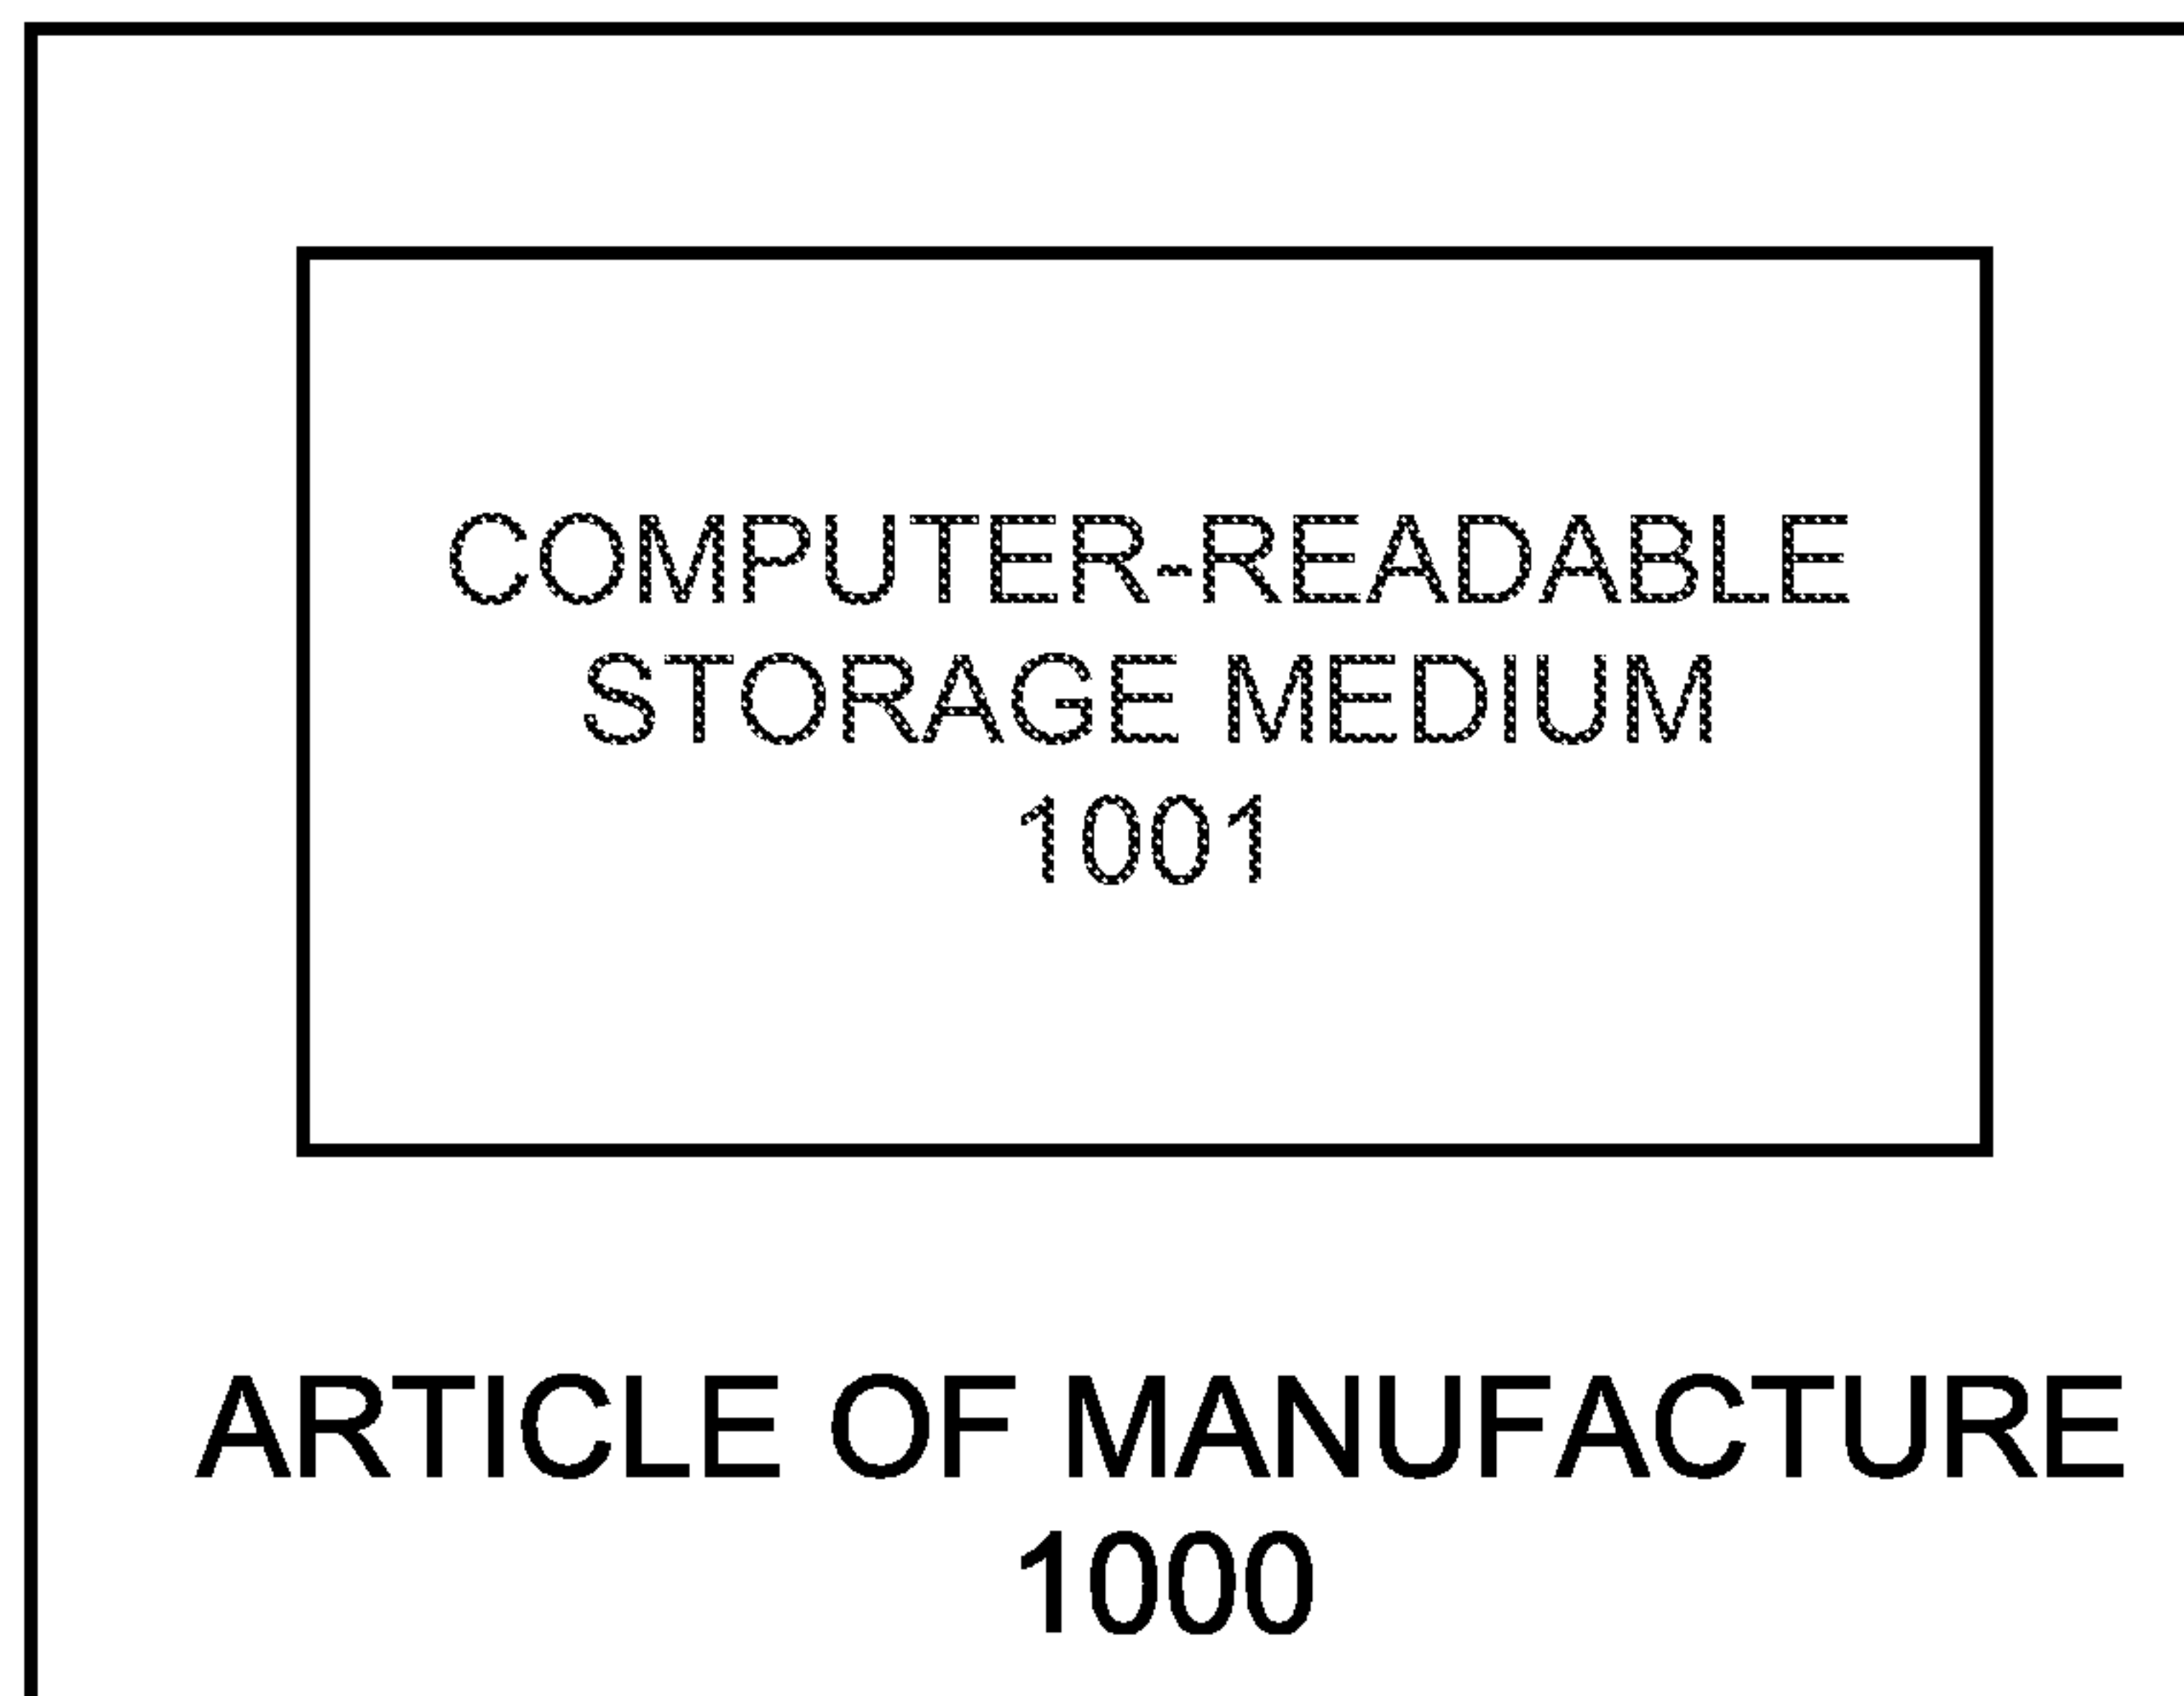 COMPUTER-READABLE
STORAGE MEDIUM
1001
ARTICLE OF MANUFACTURE
1000